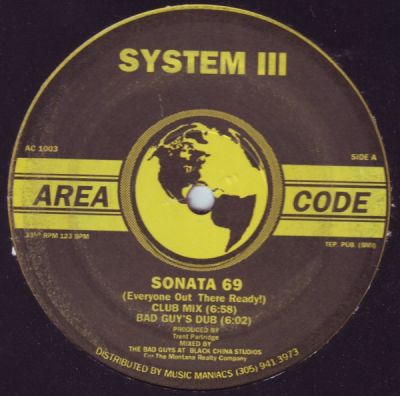 SYSTEM III
AC 1003
SIDE A
AREA CODE
33⅓ RPM 123 BPM
TEP. PUB. (BMI)
SONATA 69
(Everyone Out There Ready!)
CLUB MIX (6:58)
BAD GUY'S DUB (6:02)
PRODUCED BY
Trent Partridge
MIXED BY
THE BAD GUYS AT BLACK CHINA STUDIOS
For The Montana Realty Company
DISTRIBUTED BY MUSIC MANIACS (305) 941 3973